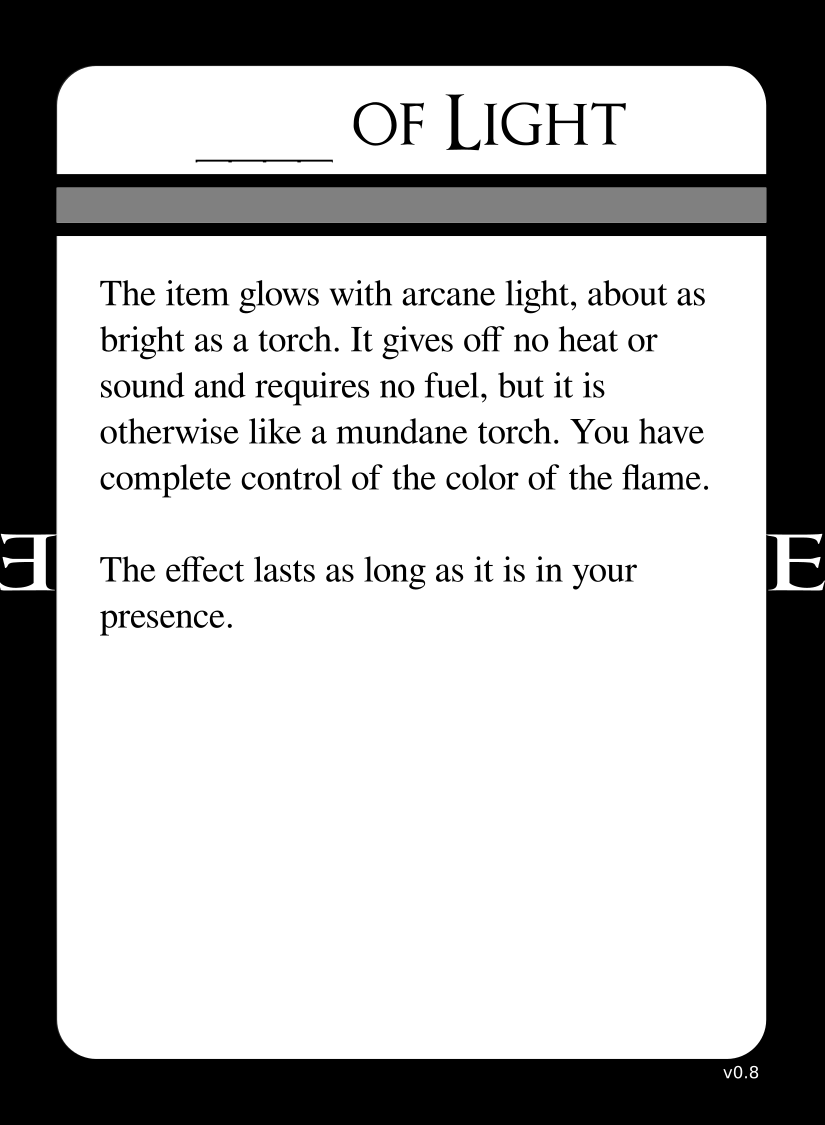 ____ of Light
The item glows with arcane light, about as
bright as a torch. It gives off no heat or
sound and requires no fuel, but it is
otherwise like a mundane torch. You have
complete control of the color of the flame.
The effect lasts as long as it is in your
presence.
E
E
v0.8